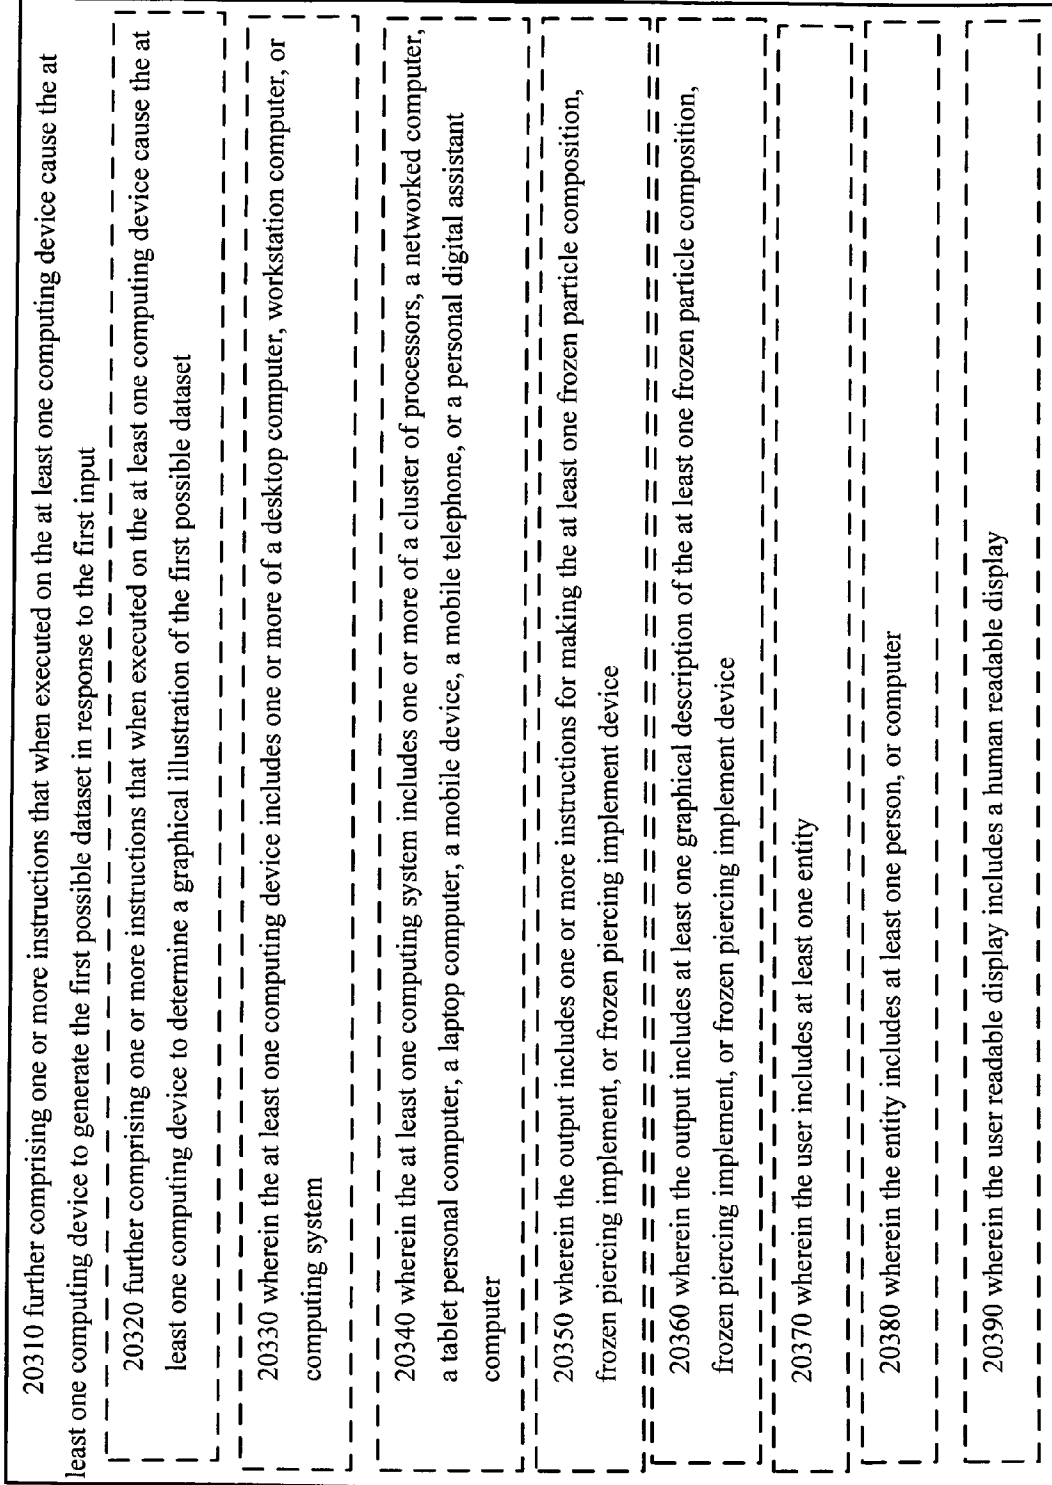 20310 further comprising one or more instructions that when executed on the at least one computing device cause the at
least one computing device to generate the first possible dataset in response to the first input
20320 further comprising one or more instructions that when executed on the at least one computing device cause the at
least one computing device to determine a graphical illustration of the first possible dataset
20330 wherein the at least one computing device includes one or more of a desktop computer, workstation computer, or
computing system
20340 wherein the at least one computing system includes one or more of a cluster of processors, a networked computer,
a tablet personal computer, a laptop computer, a mobile device, a mobile telephone, or a personal digital assistant
computer
20350 wherein the output includes one or more instructions for making the at least one frozen particle composition,
frozen piercing implement, or frozen piercing implement device
20360 wherein the output includes at least one graphical description of the at least one frozen particle composition,
frozen piercing implement, or frozen piercing implement device
20370 wherein the user includes at least one entity
20380 wherein the entity includes at least one person, or computer
20390 wherein the user readable display includes a human readable display